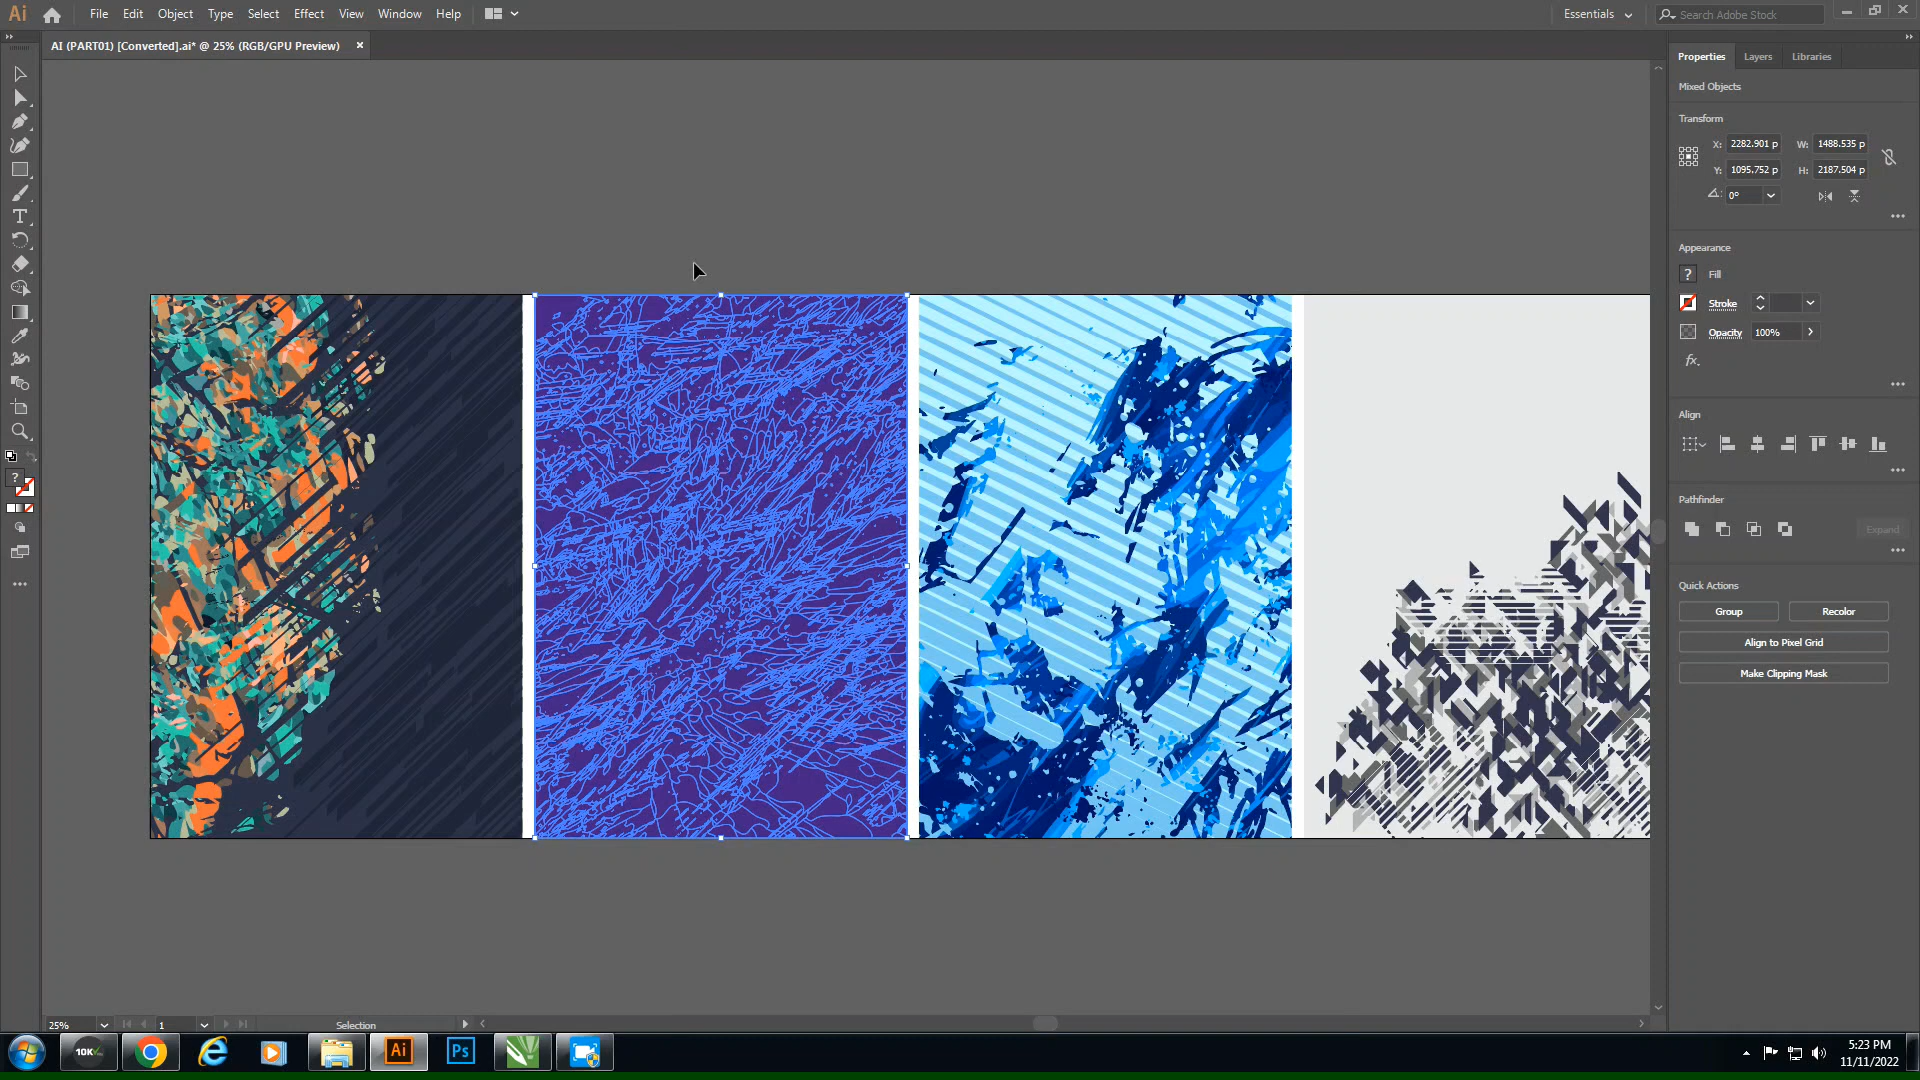 Ai File Edit Object Type Select Effect View Window Help Essentials Search Adobe Stock
AI (PART01) [Converted].ai* @ 25% (RGB/GPU Preview) ×
Properties Layers Libraries
Mixed Objects
Transform
X: 2282.901 p W: 1488.535 p
Y: 1095.752 p H: 2187.504 p
0°
Appearance
? Fill
Stroke
Opacity 100%
fx.
Align
Pathfinder
Expand
Quick Actions
Group Recolor
Align to Pixel Grid
Make Clipping Mask
?
25% 1 Selection
10K Ai Ps
5:23 PM
11/11/2022